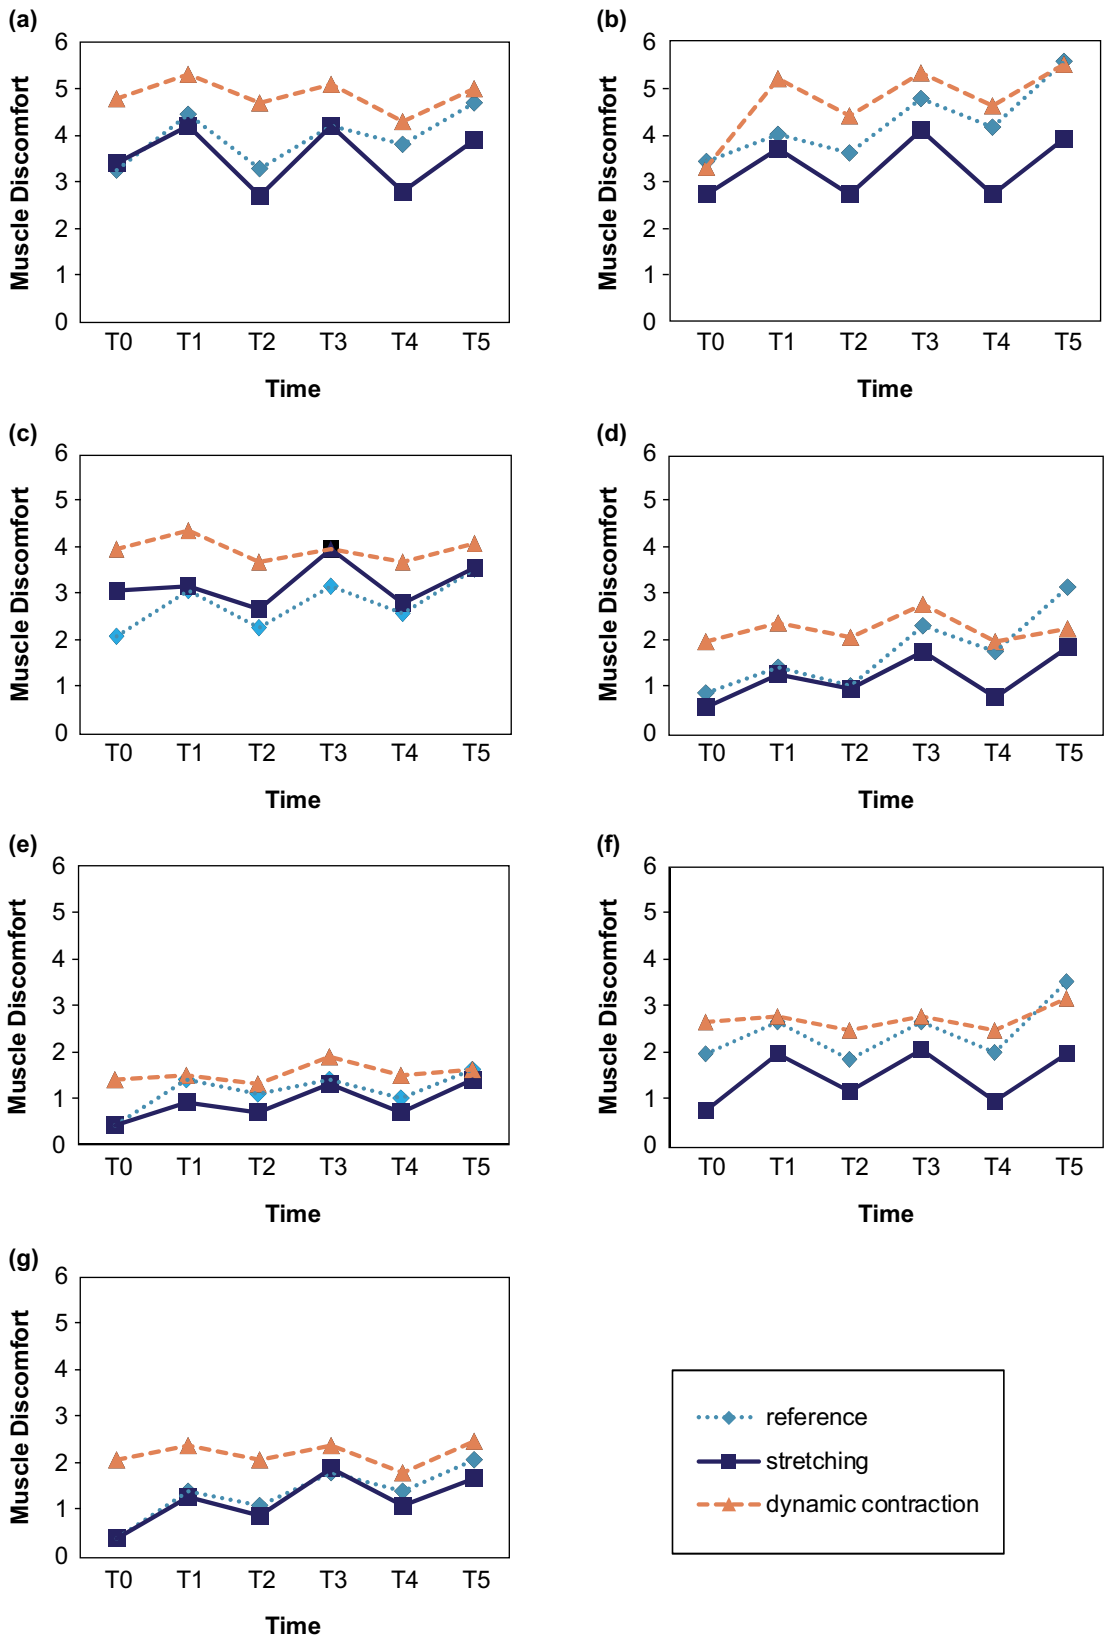 (a)
Muscle Discomfort
6
5
4
3
2
1
0
T0 T1 T2 T3 T4 T5
Time
(b)
Muscle Discomfort
6
5
4
3
2
1
0
T0 T1 T2 T3 T4 T5
Time
(c)
Muscle Discomfort
6
5
4
3
2
1
0
T0 T1 T2 T3 T4 T5
Time
(d)
Muscle Discomfort
6
5
4
3
2
1
0
T0 T1 T2 T3 T4 T5
Time
(e)
Muscle Discomfort
6
5
4
3
2
1
0
T0 T1 T2 T3 T4 T5
Time
(f)
Muscle Discomfort
6
5
4
3
2
1
0
T0 T1 T2 T3 T4 T5
Time
(g)
Muscle Discomfort
6
5
4
3
2
1
0
T0 T1 T2 T3 T4 T5
Time
reference
stretching
dynamic contraction